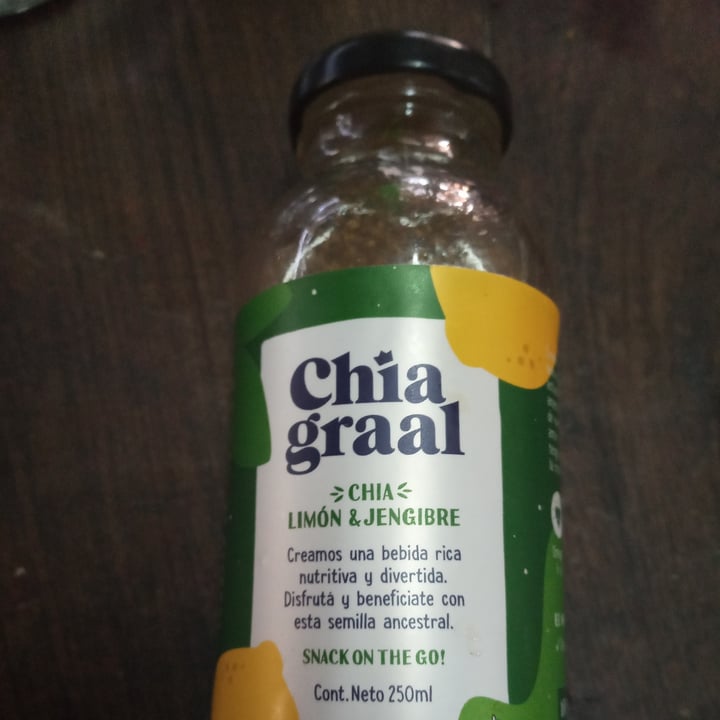 Chia
graal
CHIA
LIMÓN & JENGIBRE
Creamos una bebida rica
nutritiva y divertida.
Disfrutá y beneficiate con
esta semilla ancestral.
SNACK ON THE GO!
Cont. Neto 250ml